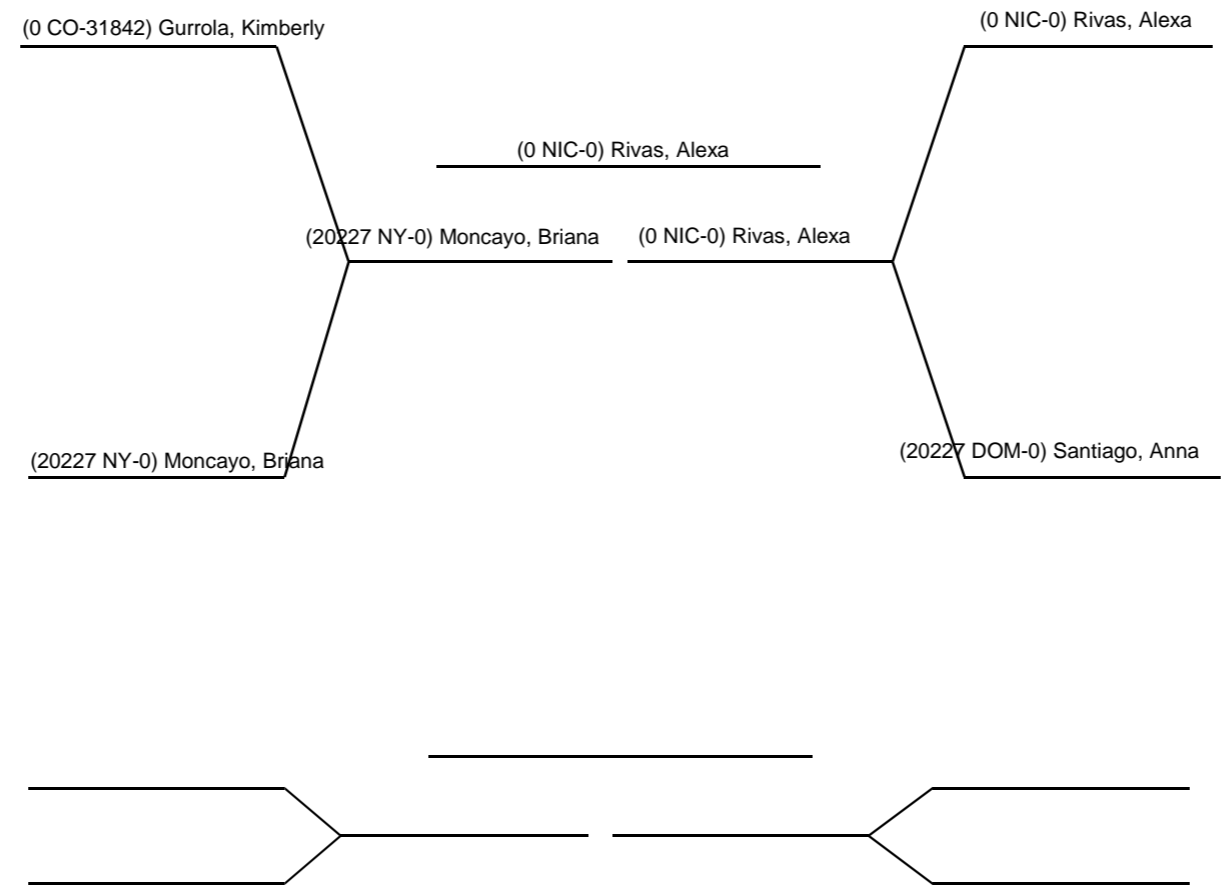 (0 CO-31842) Gurrola, Kimberly
(0 NIC-0) Rivas, Alexa
(0 NIC-0) Rivas, Alexa
(20227 NY-0) Moncayo, Briana
(0 NIC-0) Rivas, Alexa
(20227 NY-0) Moncayo, Briana
(20227 DOM-0) Santiago, Anna